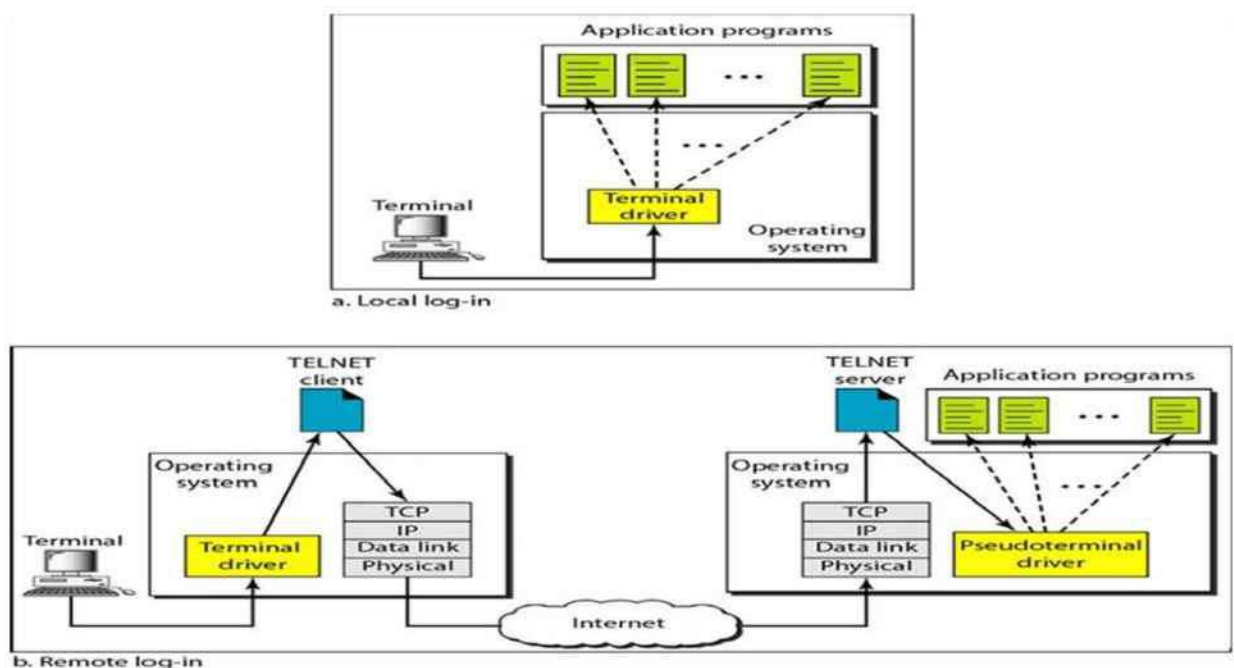 Application programs
Terminal
Terminal
driver
Operating
system
a. Local log-in
TELNET
client
TELNET
server
Application programs
Operating
system
Terminal
Terminal
driver
TCP
IP
Data link
Physical
Internet
Operating
system
TCP
IP
Data link
Physical
Pseudoterminal
driver
b. Remote log-in